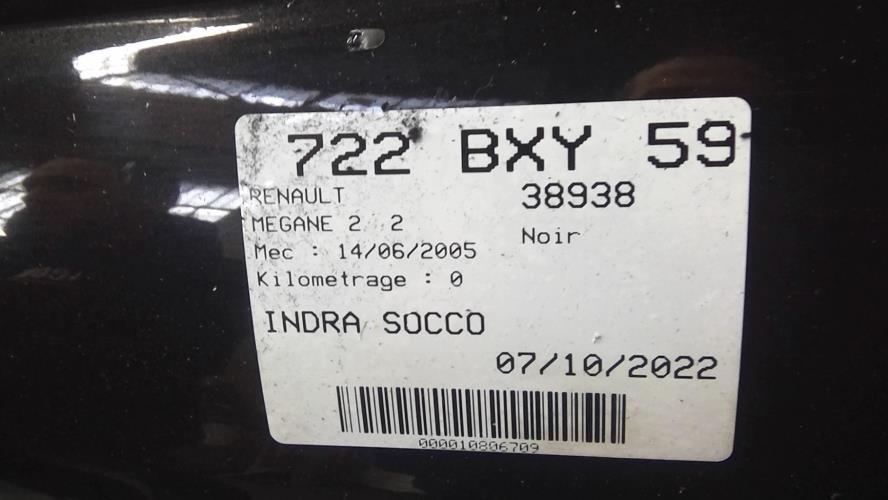 722 BXY 59
RENAULT 38938
MEGANE 2 2
Noir
Mec : 14/06/2005
Kilometrage : 0
INDRA SOCCO
07/10/2022
000010806709